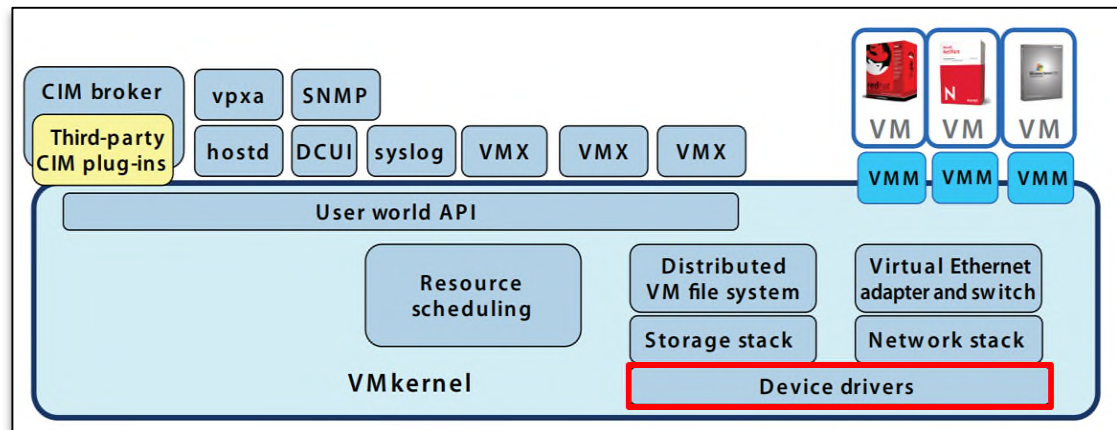 CIM broker
Third-party
CIM plug-ins
vpxa
SNMP
hostd
DCUI
syslog
VMX
VMX
VMX
redhat
N
VM
VM
VM
VMM
VMM
VMM
User world API
Resource
scheduling
Distributed
VM file system
Virtual Ethernet
adapter and switch
Storage stack
Network stack
VMkernel
Device drivers